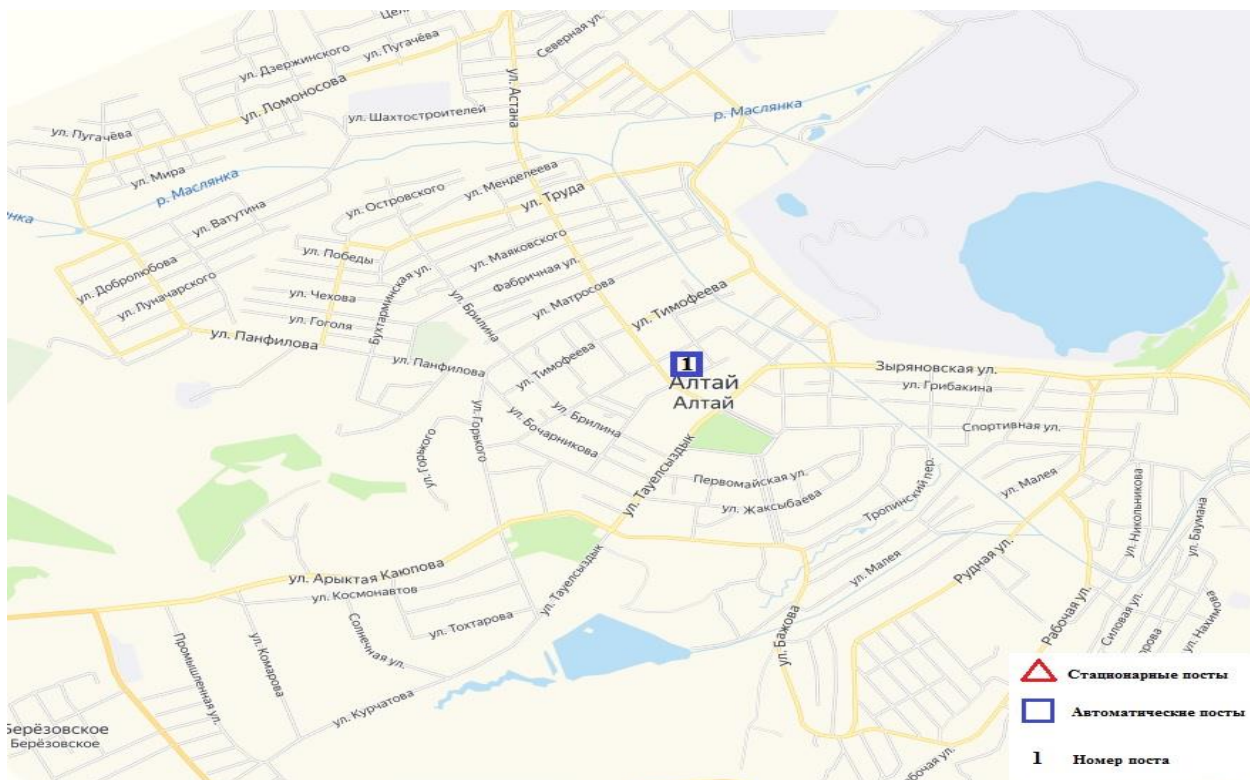 Цел
Северная ул.
ул. Пугачёва
ул. Дзержинского
ул. Ломоносова
ул. Астана
ул. Шахтостроителей
р. Маслянка
ул. Пугачёва
ул. Мира
р. Маслянка
ул. Менделеева
ул. Островского
ул. Труда
нка
ул. Ватутина
ул. Победы
ул. Маяковского
ул. Добролюбова
Фабричная ул.
ул. Луначарского
Бухтарминская ул.
ул. Чехова
ул. Брилина
ул. Матросова
ул. Тимофеева
ул. Гоголя
ул. Панфилова
ул. Панфилова
ул. Тимофеева
1
Алтай
Алтай
Зыряновская ул.
ул. Грибакина
ул. Горького
ул. Горького
ул. Брилина
ул. Бочарникова
Спортивная ул.
ул. Тауелсыздык
Первомайская ул.
ул. Жаксыбаева
Тропинский пер.
ул. Малея
ул. Никольникова
ул. Баумана
ул. Арыктая Каюпова
ул. Космонавтов
ул. Тауелсыздык
ул. Малея
Рудная ул.
ул. Тохтарова
Солнечная ул.
ул. Комарова
Промышленная ул.
ул. Курчатова
ул. Бажова
Рабочая ул.
Силовая ул.
орова
ул. Нахимова
Берёзовское
Берёзовское
бочая ул.
Стационарные посты
Автоматические посты
1 Номер поста